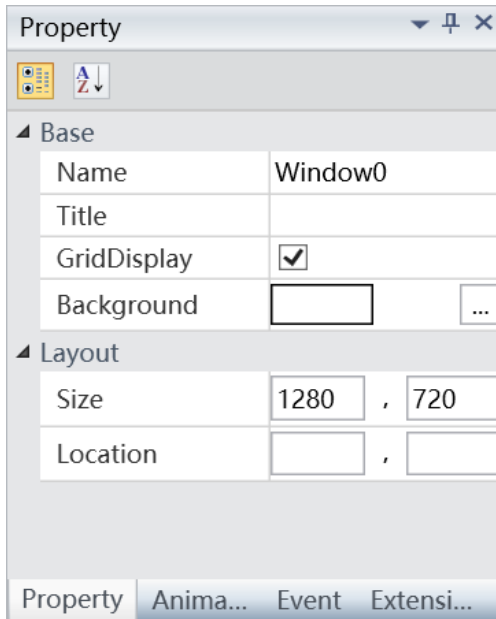 Property
A
Z
Base
Name Window0
Title
GridDisplay
Background ...
Layout
Size 1280 , 720
Location ,
Property Anima... Event Extensi...